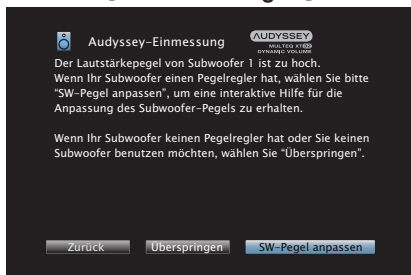 Audyssey-Einmessung
AUDYSSEY
MULTEQ XT32
DYNAMIC VOLUME
Der Lautstärkepegel von Subwoofer 1 ist zu hoch.
Wenn Ihr Subwoofer einen Pegelregler hat, wählen Sie bitte
"SW-Pegel anpassen", um eine interaktive Hilfe für die
Anpassung des Subwoofer-Pegels zu erhalten.
Wenn Ihr Subwoofer keinen Pegelregler hat oder Sie keinen
Subwoofer benutzen möchten, wählen Sie "Überspringen".
Zurück
Überspringen
SW-Pegel anpassen